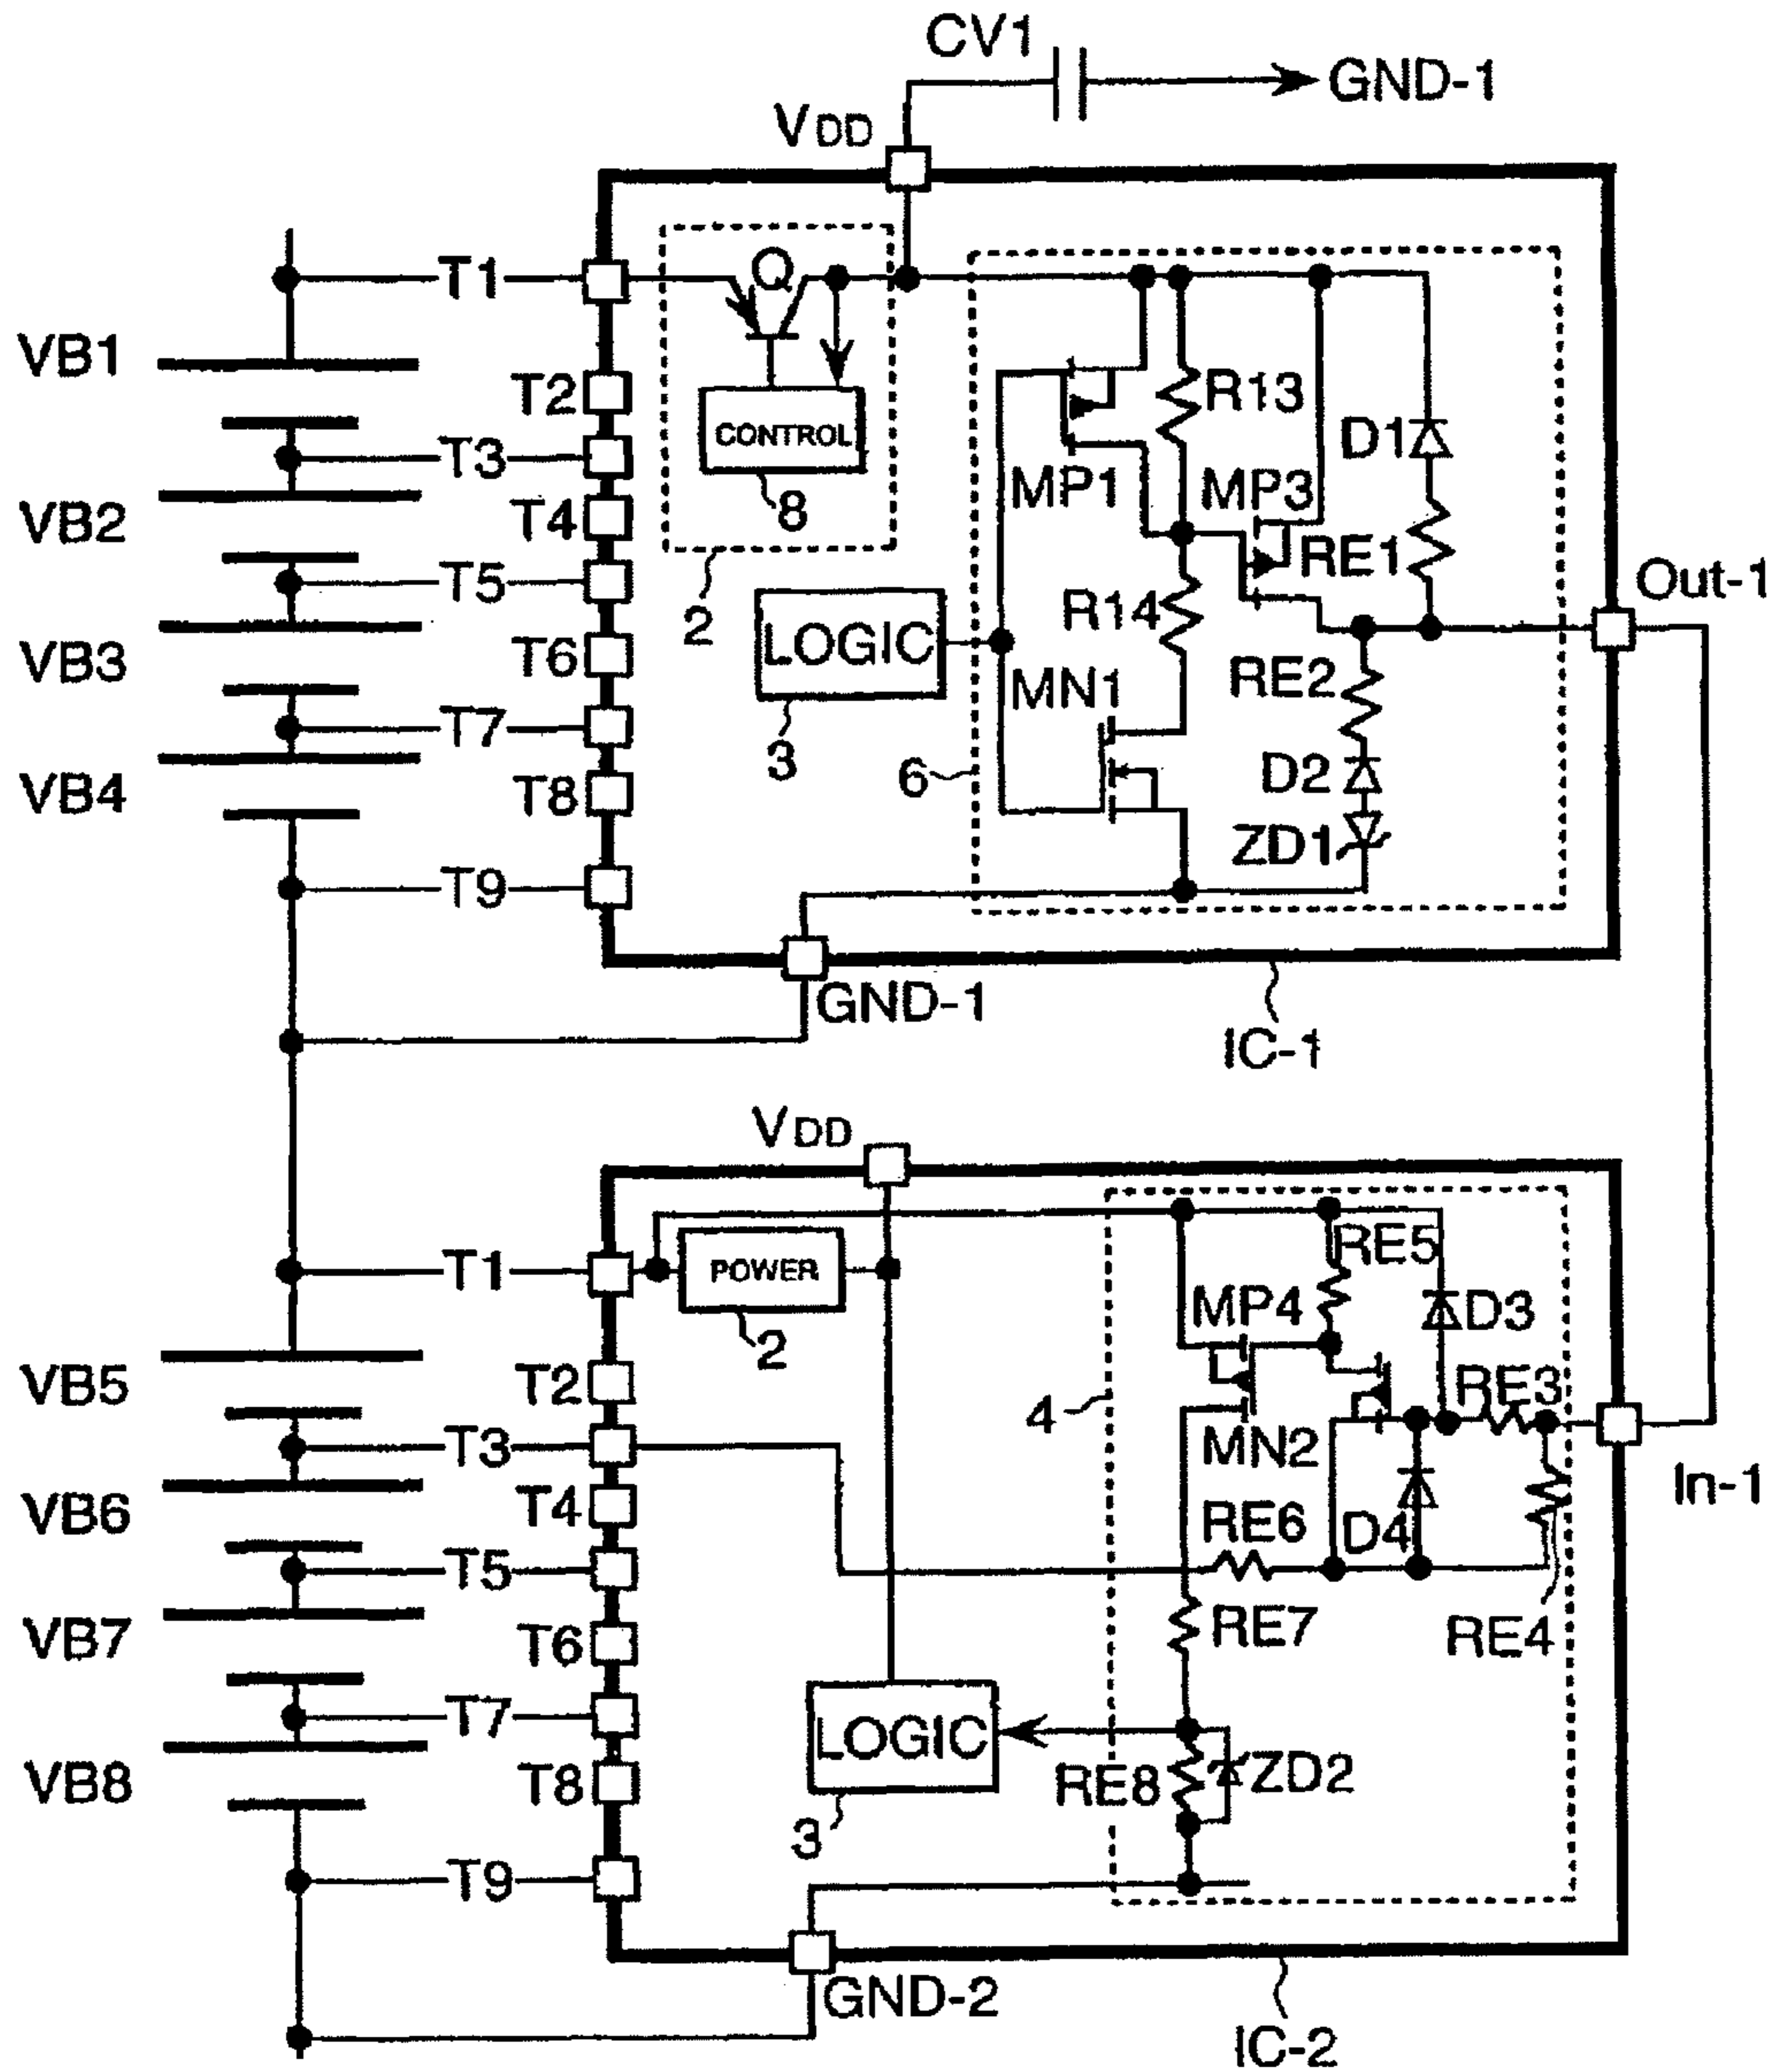 CV1
GND-1
VDD
T1
Q
VB1
T2
R13
D1
CONTROL
T3
MP1
MP3
8
VB2
T4
RE1
T5
Out-1
2
R14
LOGIC
VB3
T6
RE2
MN1
T7
3
6
D2
VB4
T8
ZD1
T9
GND-1
IC-1
VDD
RE5
T1
POWER
MP4
D3
2
VB5
T2
RE3
4
T3
MN2
In-1
VB6
T4
RE6
D4
T5
VB7
T6
RE7
RE4
T7
LOGIC
VB8
T8
RE8
ZD2
3
T9
GND-2
IC-2